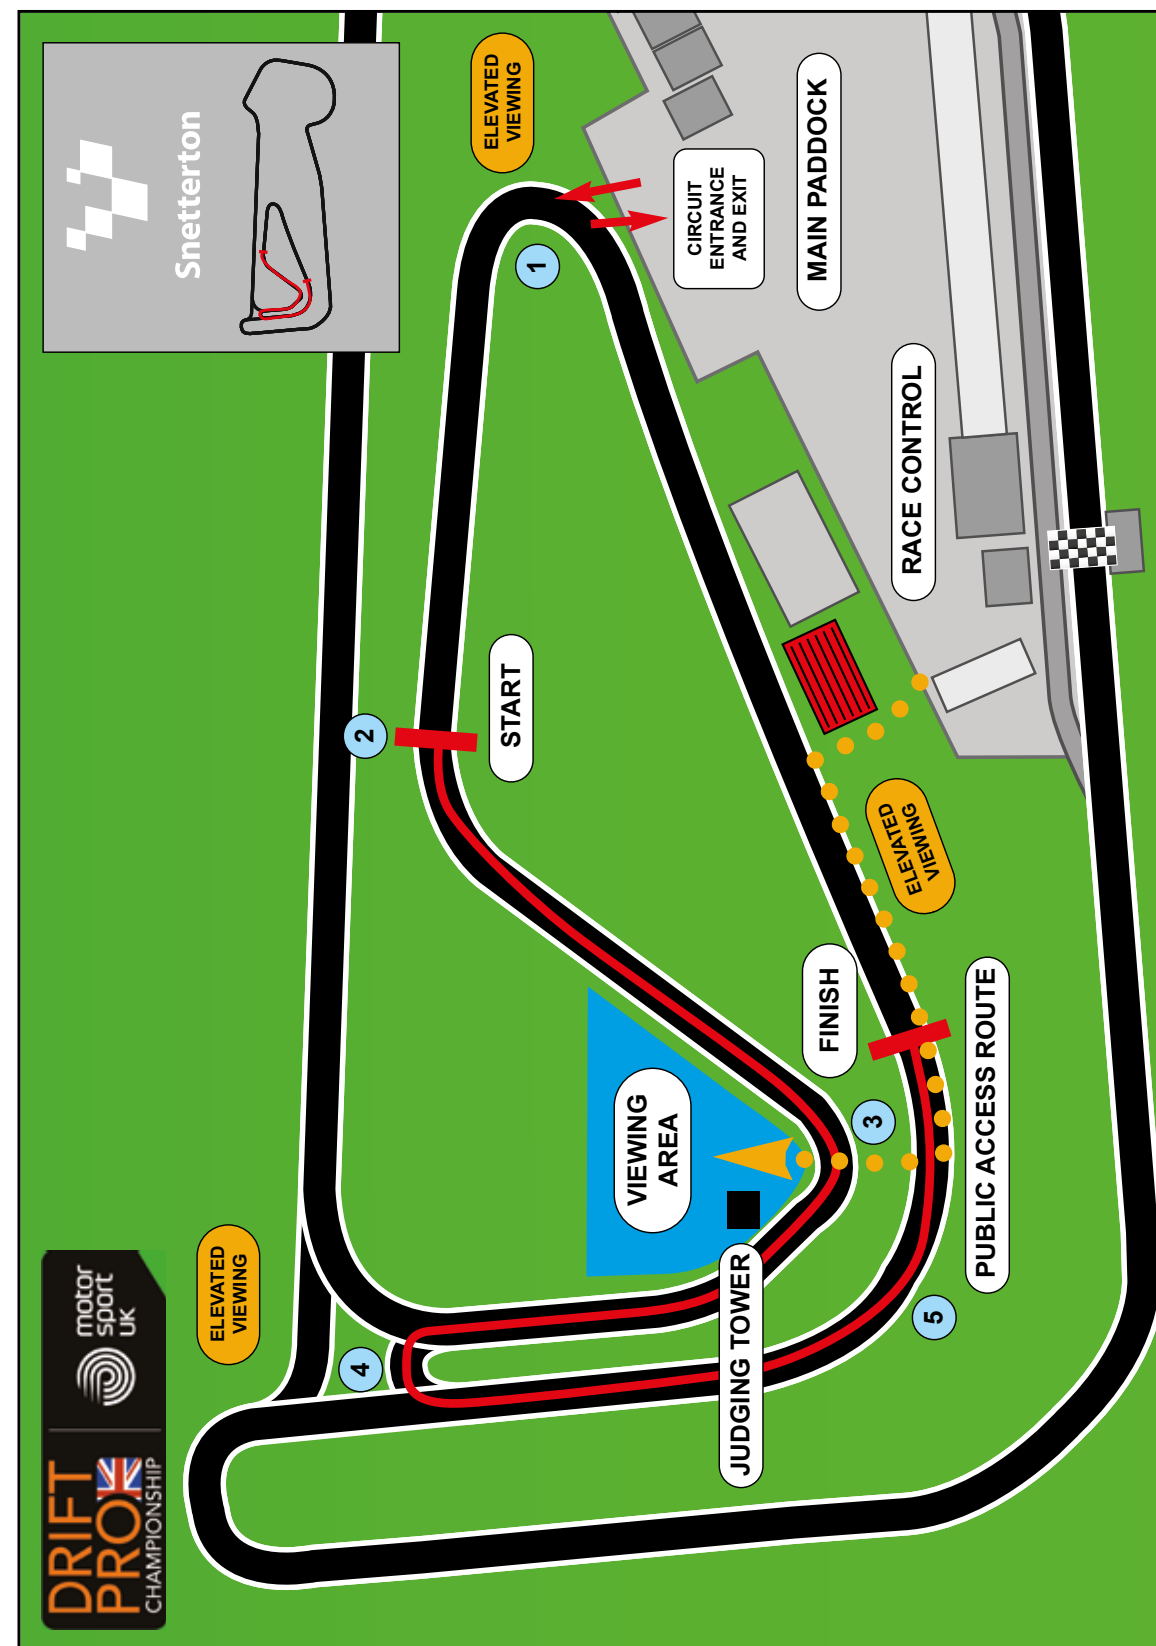 DRIFT
PRO
CHAMPIONSHIP
motor
sport
UK
Snetterton
ELEVATED
VIEWING
4
2
START
ELEVATED
VIEWING
1
CIRCUIT
ENTRANCE
AND EXIT
MAIN PADDOCK
RACE CONTROL
VIEWING
AREA
JUDGING TOWER
FINISH
3
ELEVATED
VIEWING
5
PUBLIC ACCESS ROUTE